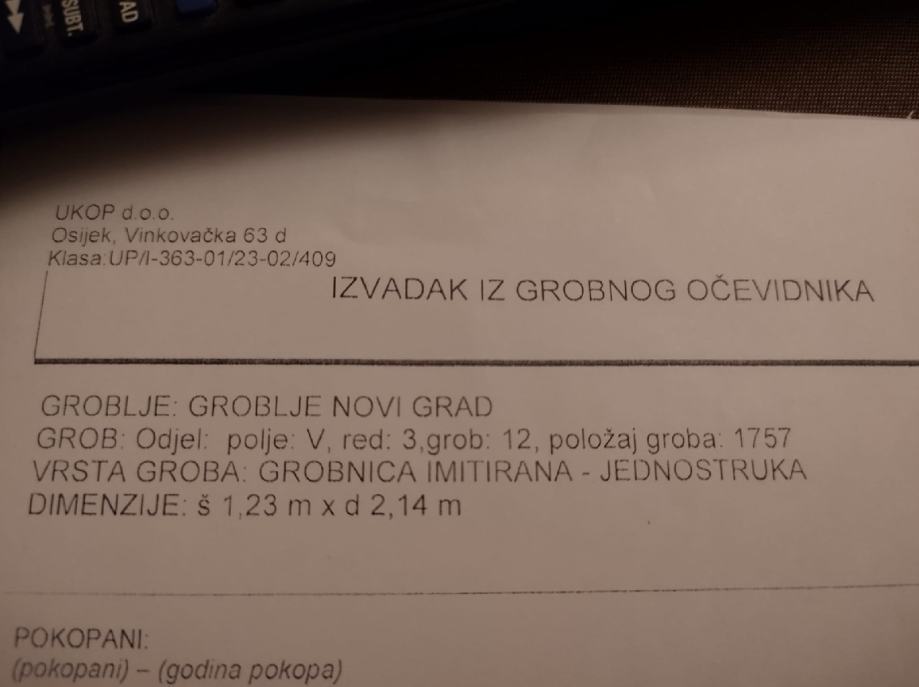 SUBT.
AD
UKOP d.o.o.
Osijek, Vinkovačka 63 d
Klasa:UP/I-363-01/23-02/409
IZVADAK IZ GROBNOG OČEVIDNIKA
GROBLJE: GROBLJE NOVI GRAD
GROB: Odjel: polje: V, red: 3,grob: 12, položaj groba: 1757
VRSTA GROBA: GROBNICA IMITIRANA - JEDNOSTRUKA
DIMENZIJE: š 1,23 m x d 2,14 m
POKOPANI:
(pokopani) – (godina pokopa)